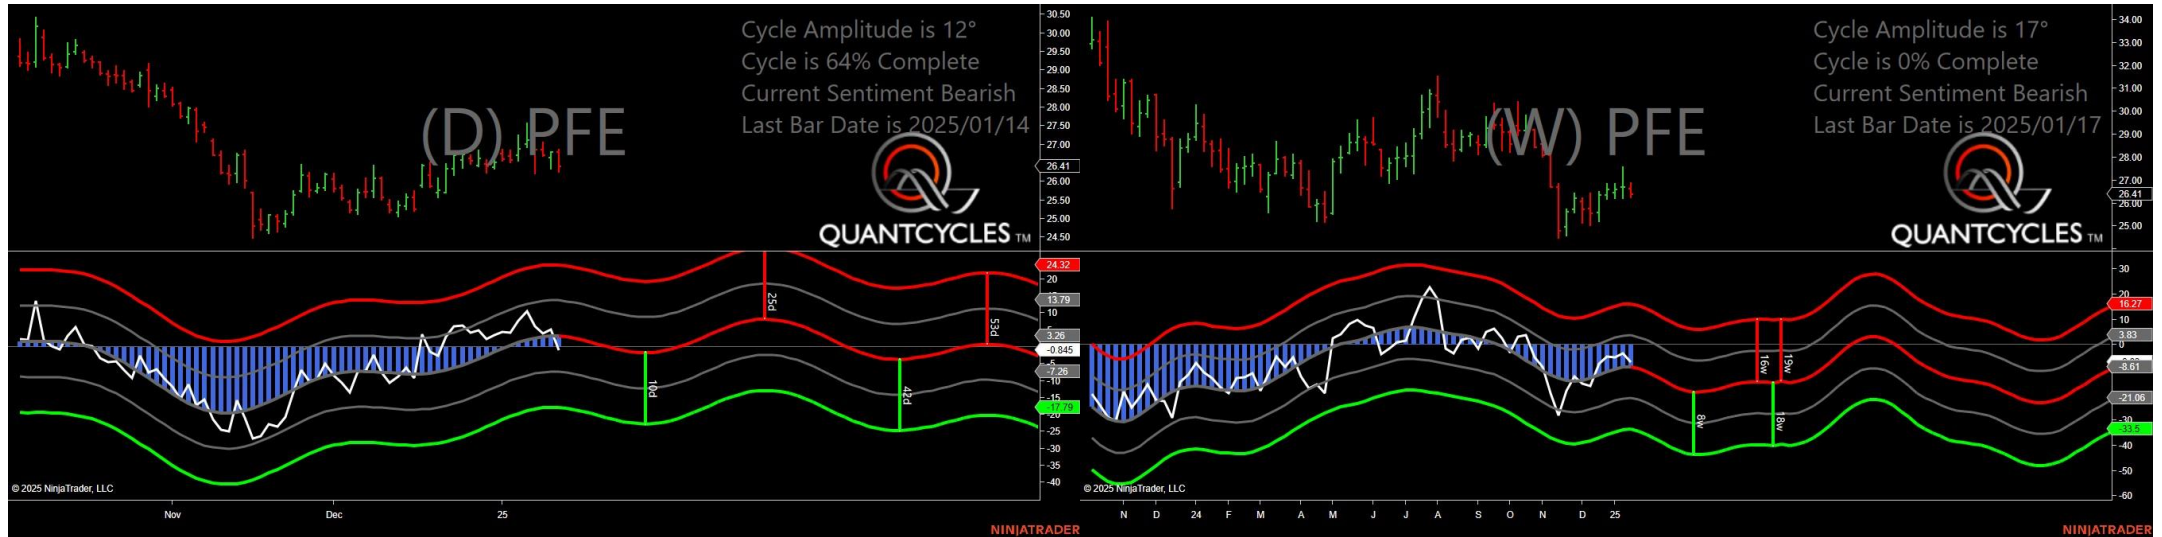 Cycle Amplitude is 12°
Cycle is 64% Complete
Current Sentiment Bearish
Last Bar Date is 2025/01/14
(D) PFE
QUANTCYCLES TM
30.50
30.00
29.50
29.00
28.50
28.00
27.50
27.00
26.41
26.00
25.50
25.00
24.50
24.32
20
13.79
10
3.26
-0.845
-7.26
-10
-15
-17.79
-20
-25
-30
-35
-40
25d
53d
10d
42d
© 2025 NinjaTrader, LLC
Nov
Dec
25
NINJATRADER
Cycle Amplitude is 17°
Cycle is 0% Complete
Current Sentiment Bearish
Last Bar Date is 2025/01/17
(W) PFE
QUANTCYCLES TM
34.00
33.00
32.00
31.00
30.00
29.00
28.00
27.00
26.41
26.00
25.00
30
20
16.27
10
3.83
0
-8.61
-21.06
-30
-33.5
-40
-50
-60
16w
19w
8w
18w
© 2025 NinjaTrader, LLC
N
D
24
F
M
A
M
J
J
A
S
O
N
D
25
NINJATRADER